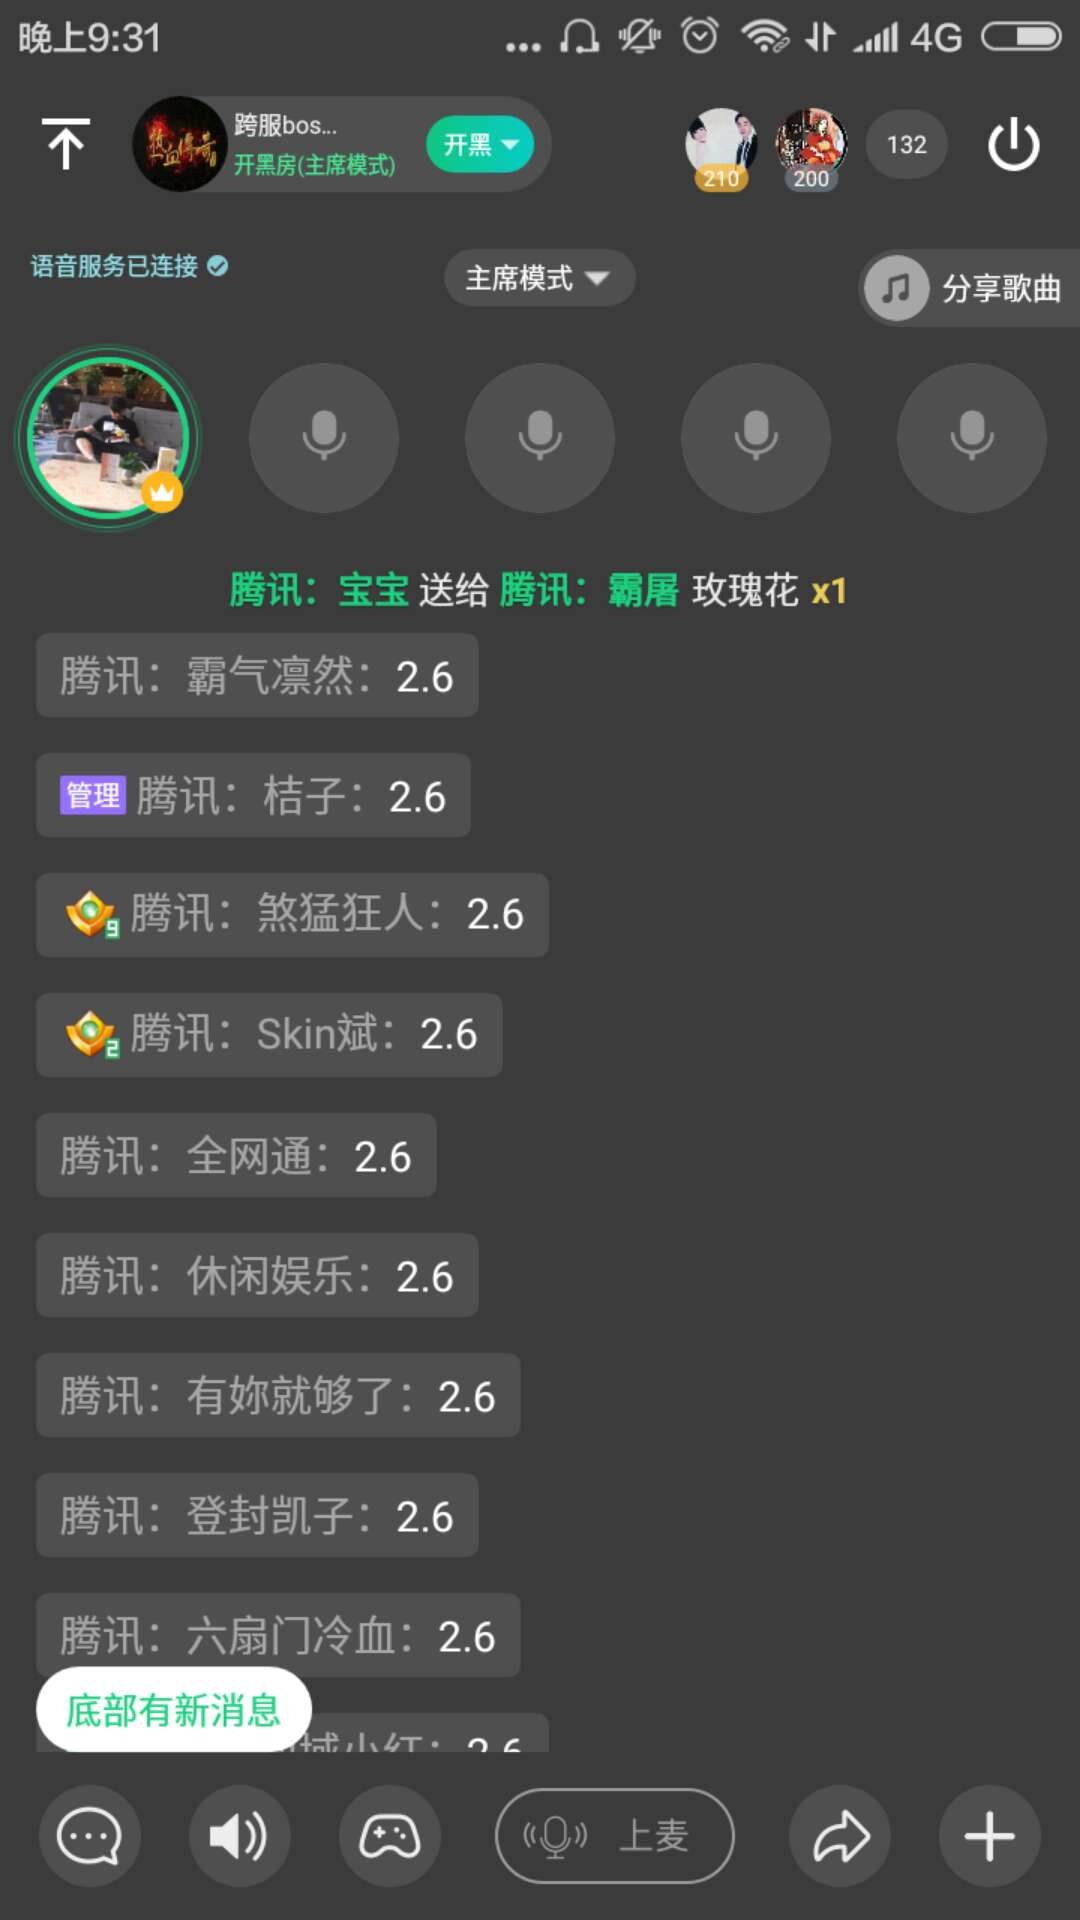 晚上9:31
... 4G
跨服bos...
开黑房(主席模式)
开黑
210
200
132
语音服务已连接
主席模式
分享歌曲
腾讯：宝宝 送给 腾讯：霸屠 玫瑰花 x1
腾讯：霸气凛然：2.6
管理 腾讯：桔子：2.6
9 腾讯：煞猛狂人：2.6
2 腾讯：Skin斌：2.6
腾讯：全网通：2.6
腾讯：休闲娱乐：2.6
腾讯：有妳就够了：2.6
腾讯：登封凯子：2.6
腾讯：六扇门冷血：2.6
底部有新消息
域小红：2.6
上麦